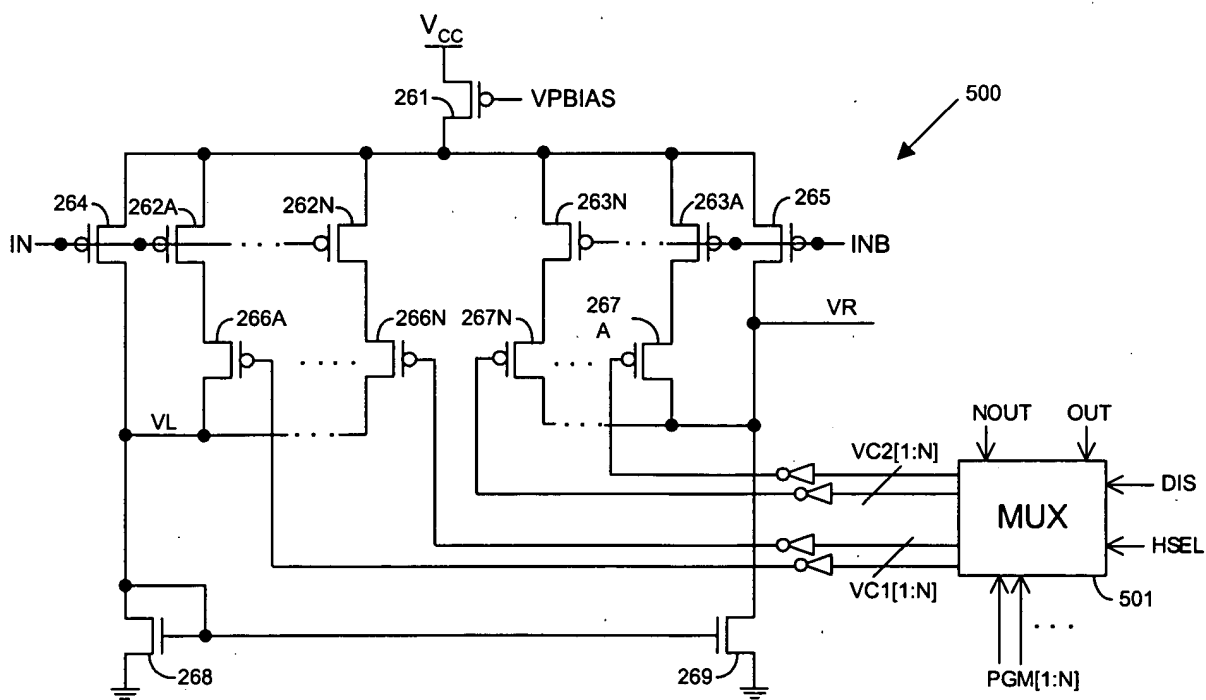 V_CC
261
VPBIAS
500
264
262A
262N
263N
263A
265
IN
INB
266A
266N
267N
267
A
VR
VL
NOUT
OUT
VC2[1:N]
DIS
MUX
HSEL
VC1[1:N]
501
268
269
PGM[1:N]